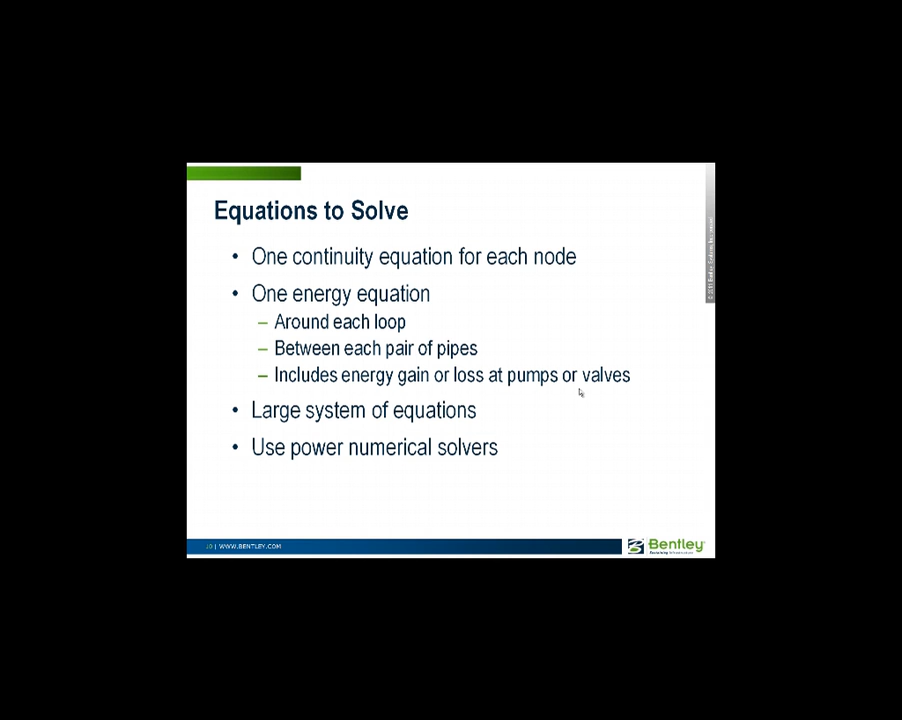 Equations to Solve
• One continuity equation for each node
• One energy equation
– Around each loop
– Between each pair of pipes
– Includes energy gain or loss at pumps or valves
• Large system of equations
• Use power numerical solvers
10 | WWW.BENTLEY.COM
Bentley